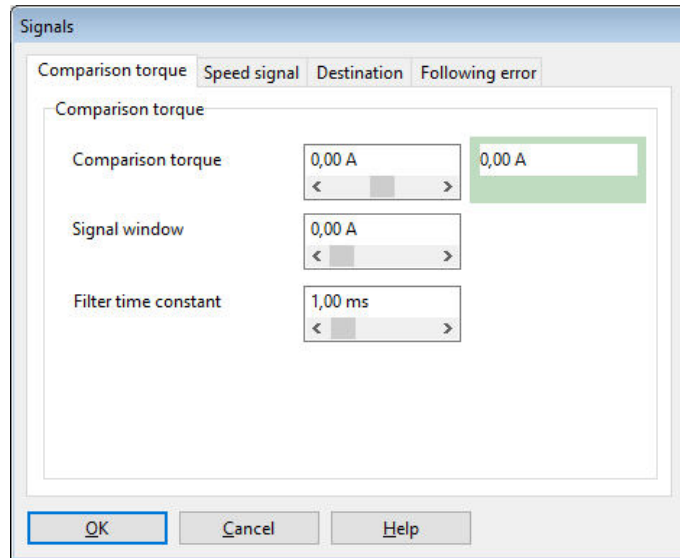 Signals
Comparison torque Speed signal Destination Following error
Comparison torque
Comparison torque 0,00 A 0,00 A
Signal window 0,00 A
Filter time constant 1,00 ms
OK Cancel Help